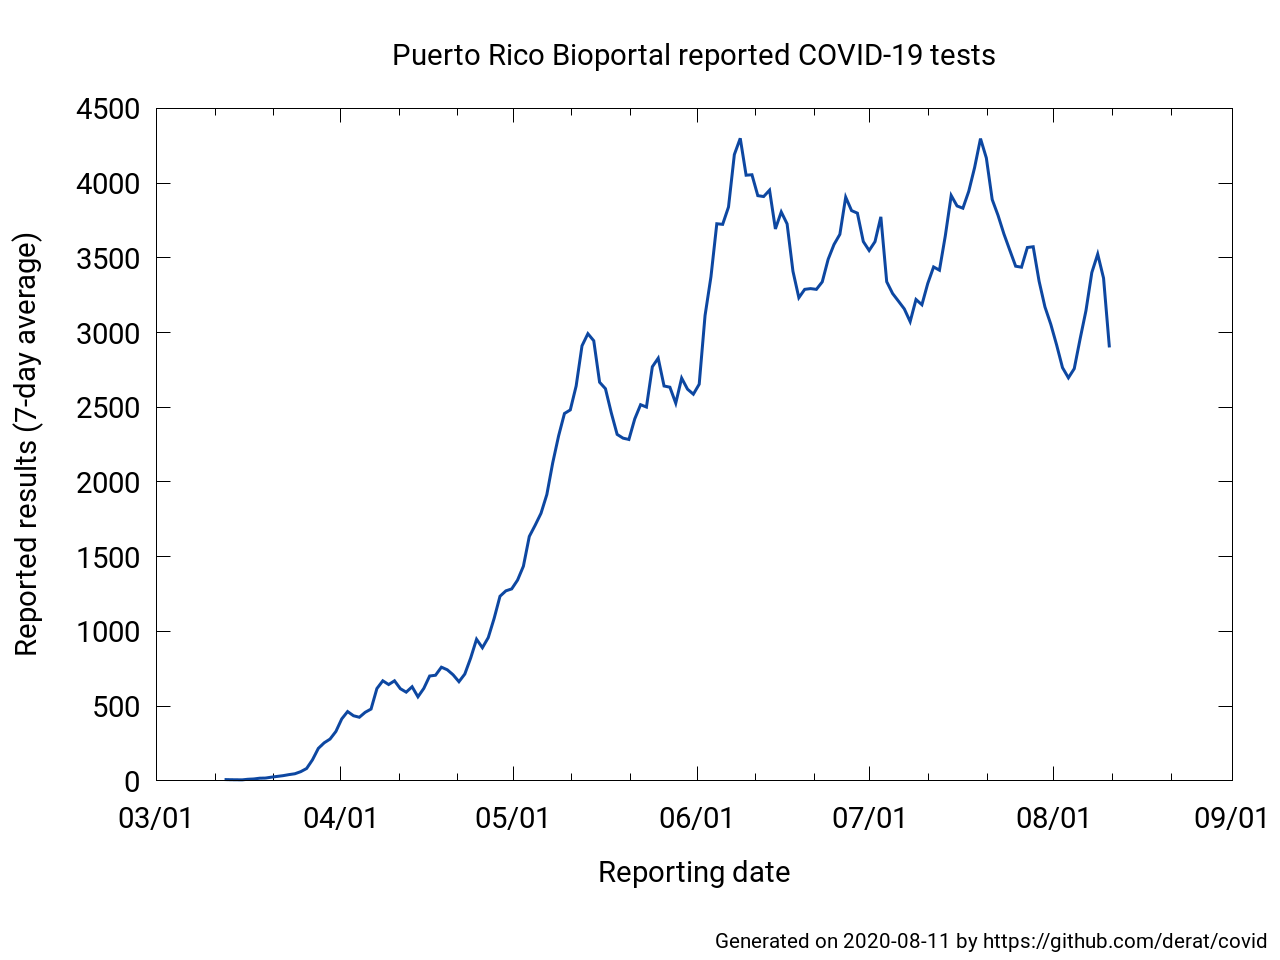 Puerto Rico Bioportal reported COVID-19 tests
4500
4000
3500
3000
2500
2000
1500
1000
500
0
Reported results (7-day average)
03/01 04/01 05/01 06/01 07/01 08/01 09/01
Reporting date
Generated on 2020-08-11 by https://github.com/derat/covid